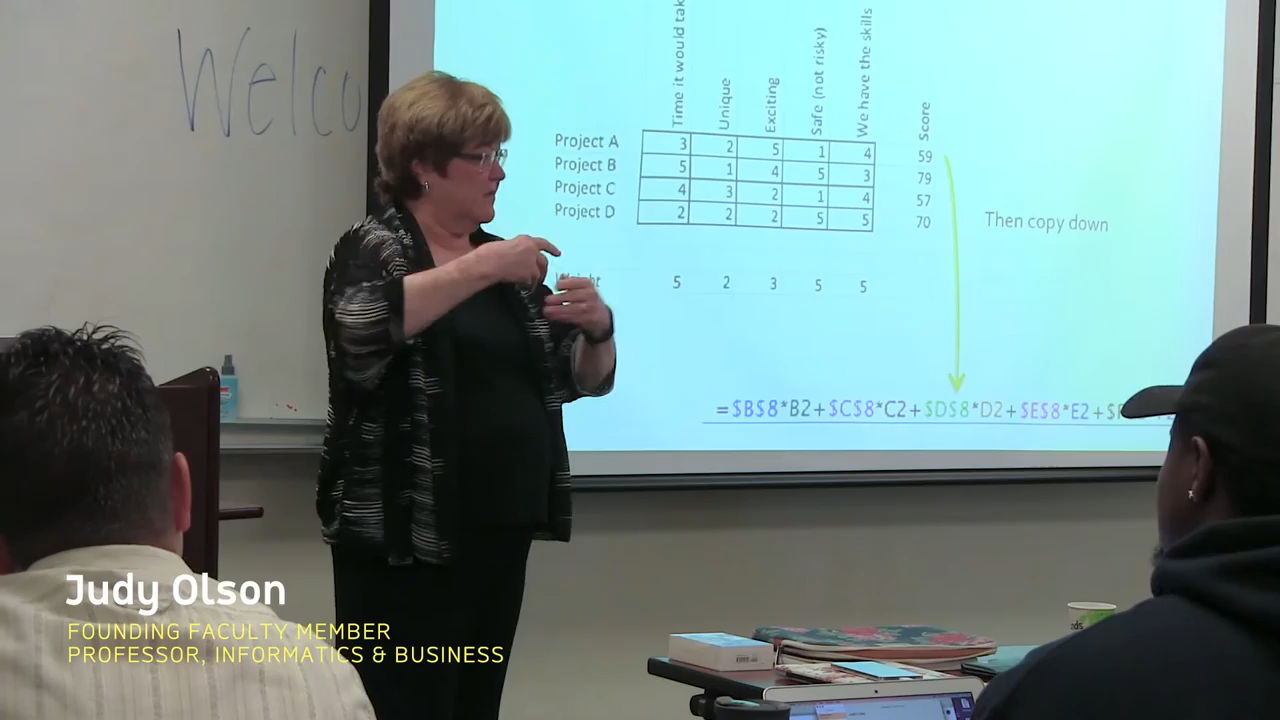 Welco
Time it would tak
Unique
Exciting
Safe (not risky)
We have the skills
Score
Project A 3 2 5 1 4 59
Project B 5 1 4 5 3 79
Project C 4 3 2 1 4 57
Project D 2 2 2 5 5 70
Then copy down
Weight 5 2 3 5 5
=$B$8*B2+$C$8*C2+$D$8*D2+$E$8*E2+$
Judy Olson
FOUNDING FACULTY MEMBER
PROFESSOR, INFORMATICS & BUSINESS